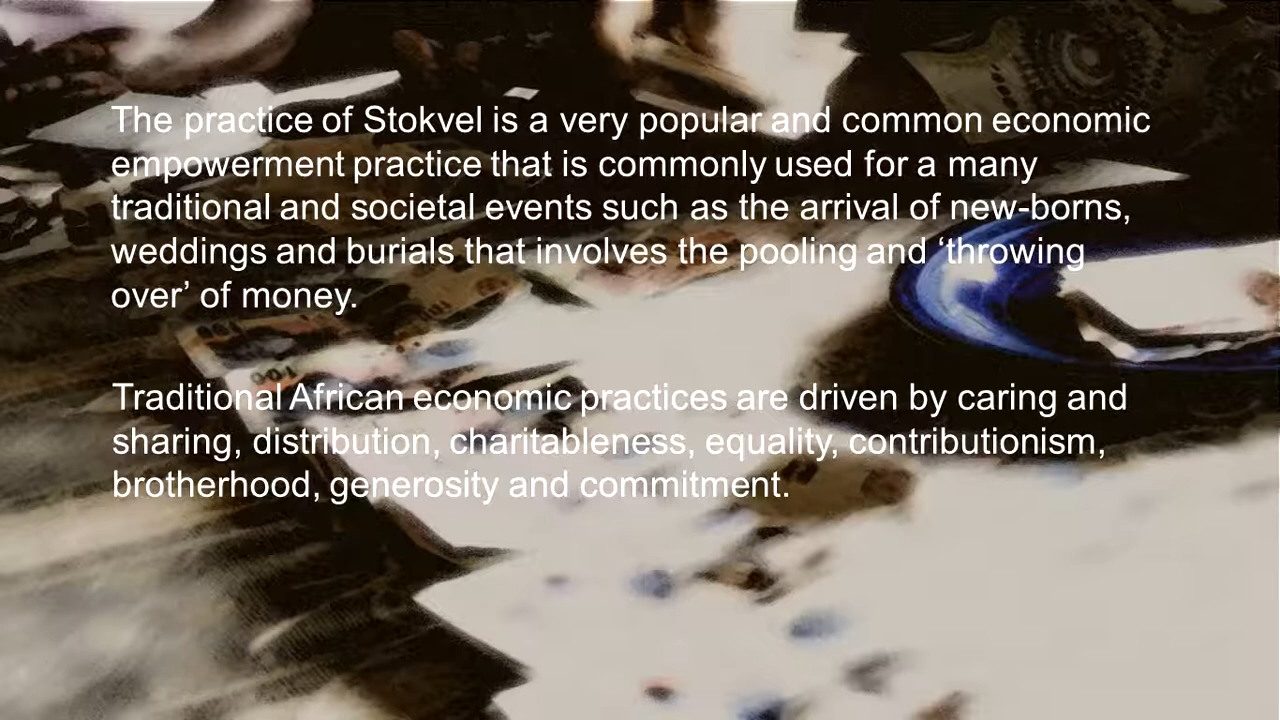 The practice of Stokvel is a very popular and common economic
empowerment practice that is commonly used for a many
traditional and societal events such as the arrival of new-borns,
weddings and burials that involves the pooling and ‘throwing
over’ of money.
Traditional African economic practices are driven by caring and
sharing, distribution, charitableness, equality, contributionism,
brotherhood, generosity and commitment.